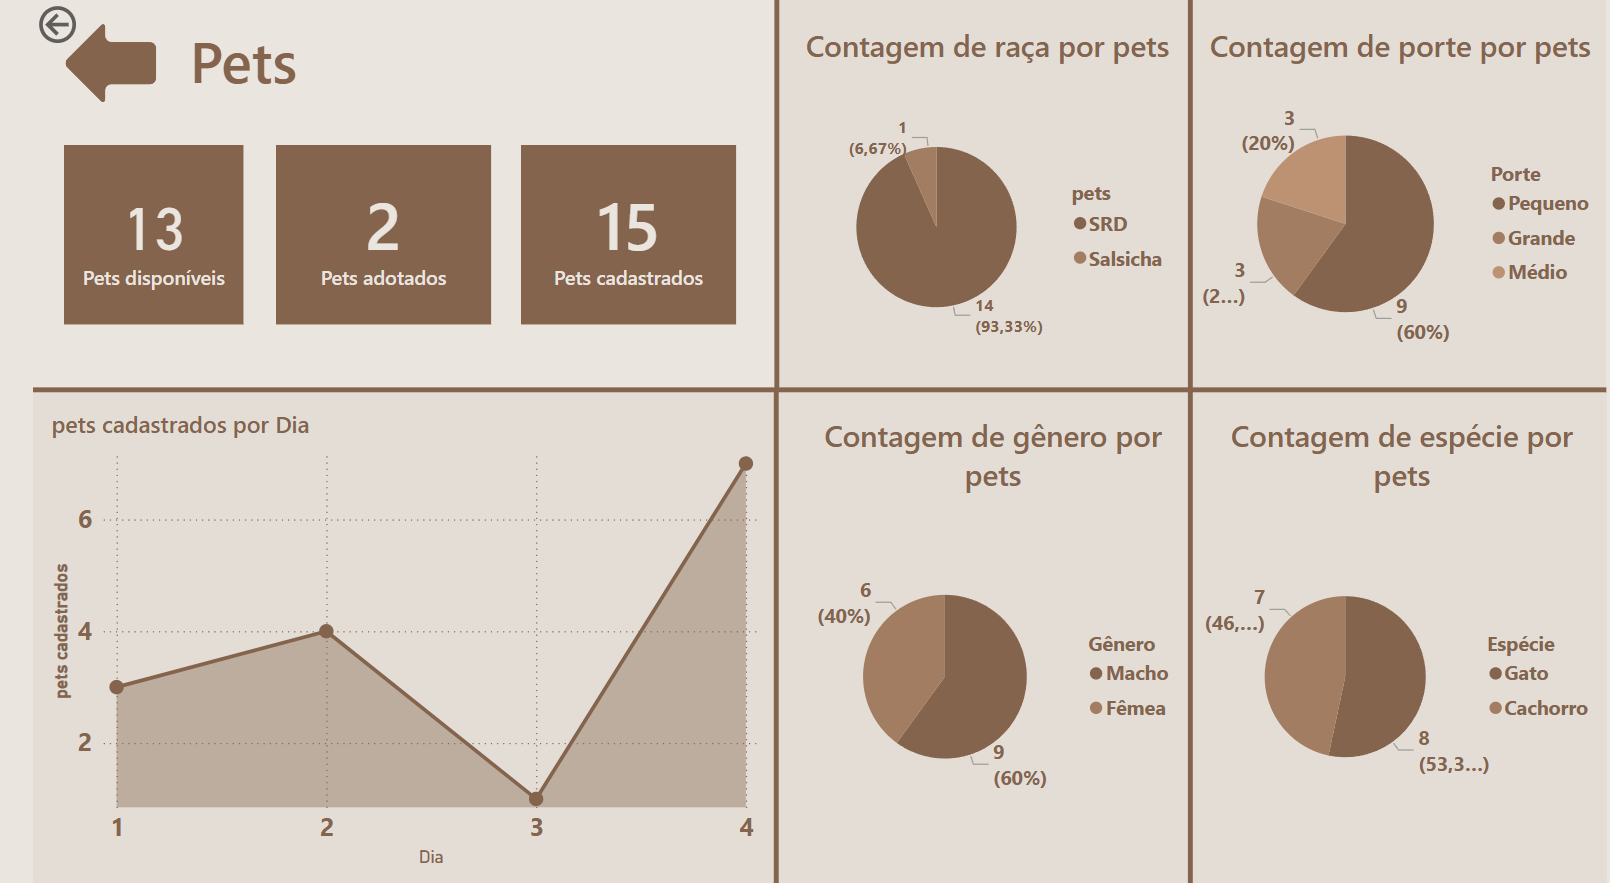 Pets
13
Pets disponíveis
2
Pets adotados
15
Pets cadastrados
Contagem de raça por pets
1
(6,67%)
14
(93,33%)
pets
SRD
Salsicha
Contagem de porte por pets
3
(20%)
3
(2...)
9
(60%)
Porte
Pequeno
Grande
Médio
pets cadastrados por Dia
pets cadastrados
6
4
2
1
2
3
4
Dia
Contagem de gênero por
pets
6
(40%)
9
(60%)
Gênero
Macho
Fêmea
Contagem de espécie por
pets
7
(46,...)
8
(53,3...)
Espécie
Gato
Cachorro